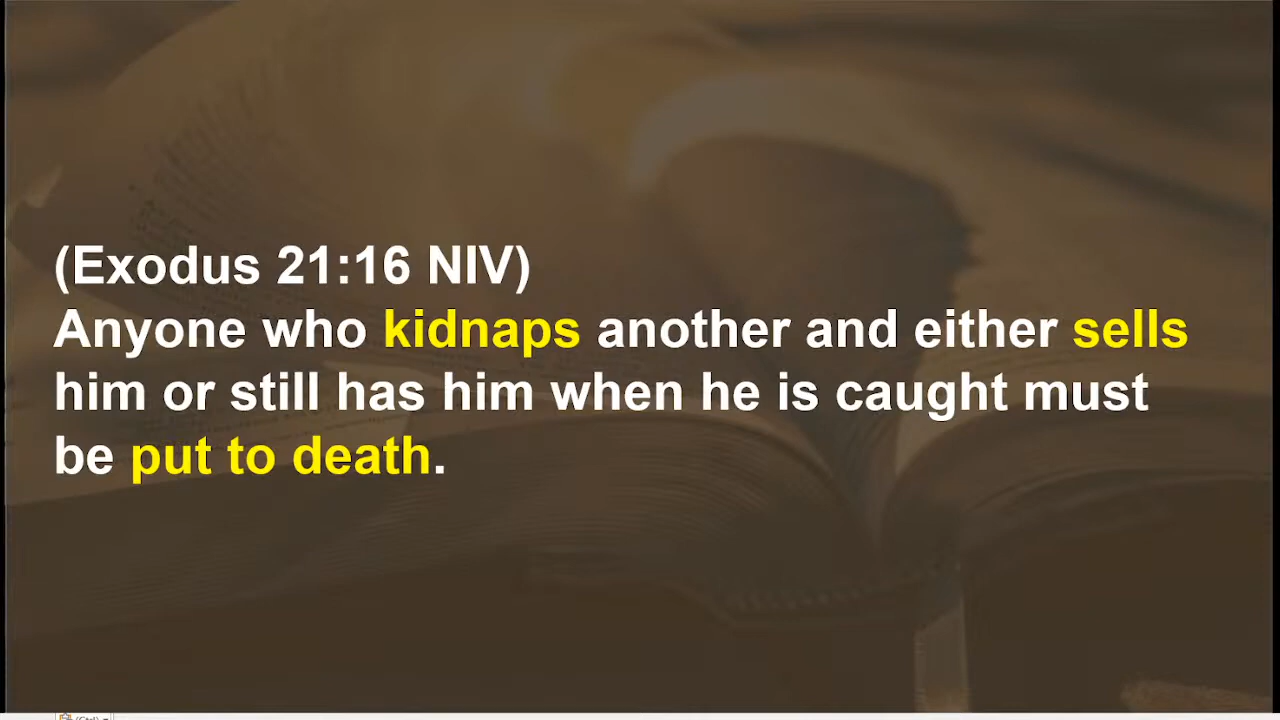 (Exodus 21:16 NIV)
Anyone who kidnaps another and either sells
him or still has him when he is caught must
be put to death.
(Ctrl)